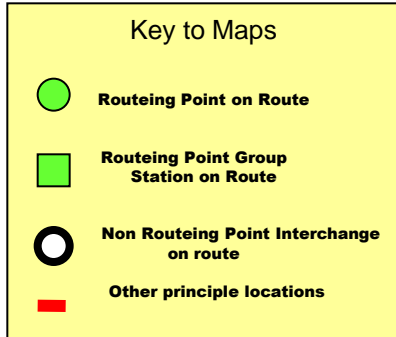 Key to Maps
Routeing Point on Route
Routeing Point Group
Station on Route
Non Routeing Point Interchange
on route
Other principle locations